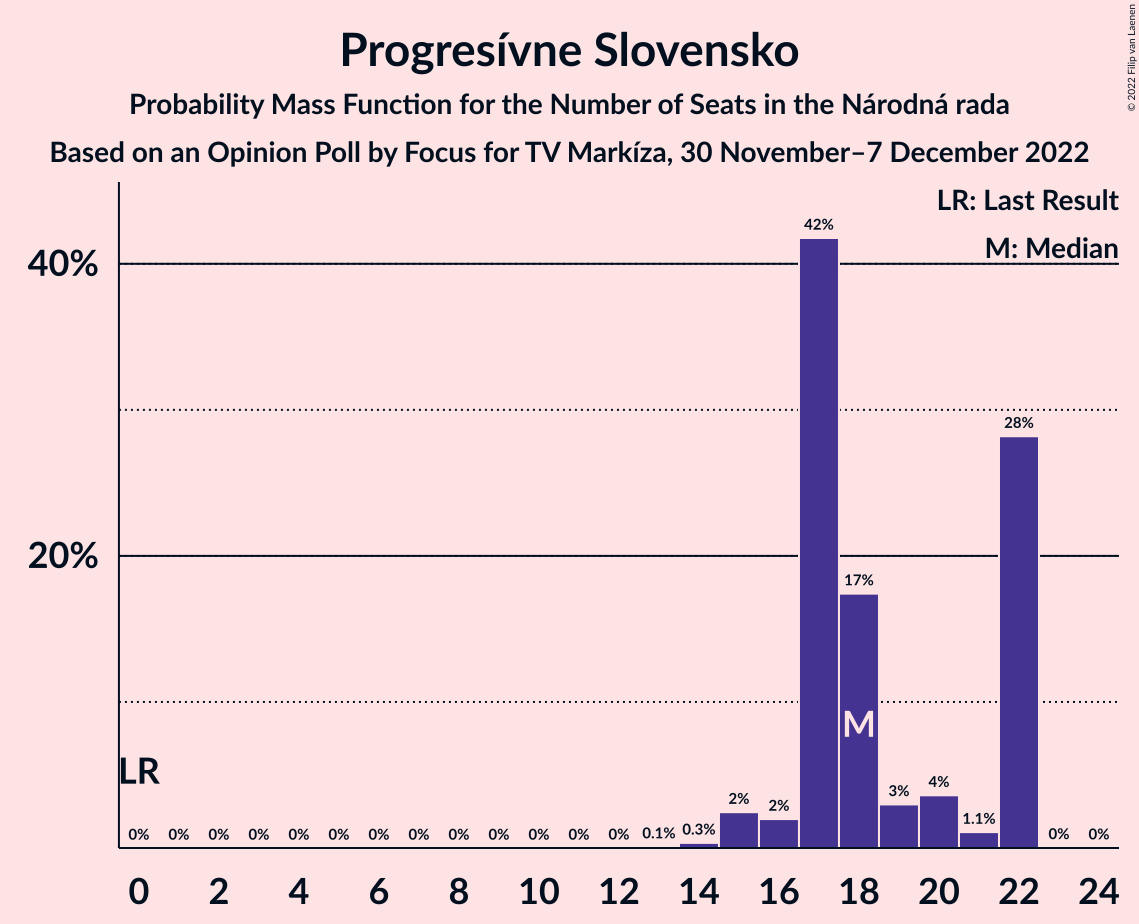 Progresívne Slovensko
Probability Mass Function for the Number of Seats in the Národná rada
Based on an Opinion Poll by Focus for TV Markíza, 30 November–7 December 2022
© 2022 Filip van Laenen
LR: Last Result
M: Median
40%
20%
42%
28%
17%
M
LR
0% 0% 0% 0% 0% 0% 0% 0% 0% 0% 0% 0% 0% 0.1% 0.3% 2% 2% 3% 4% 1.1% 0% 0%
0 2 4 6 8 10 12 14 16 18 20 22 24